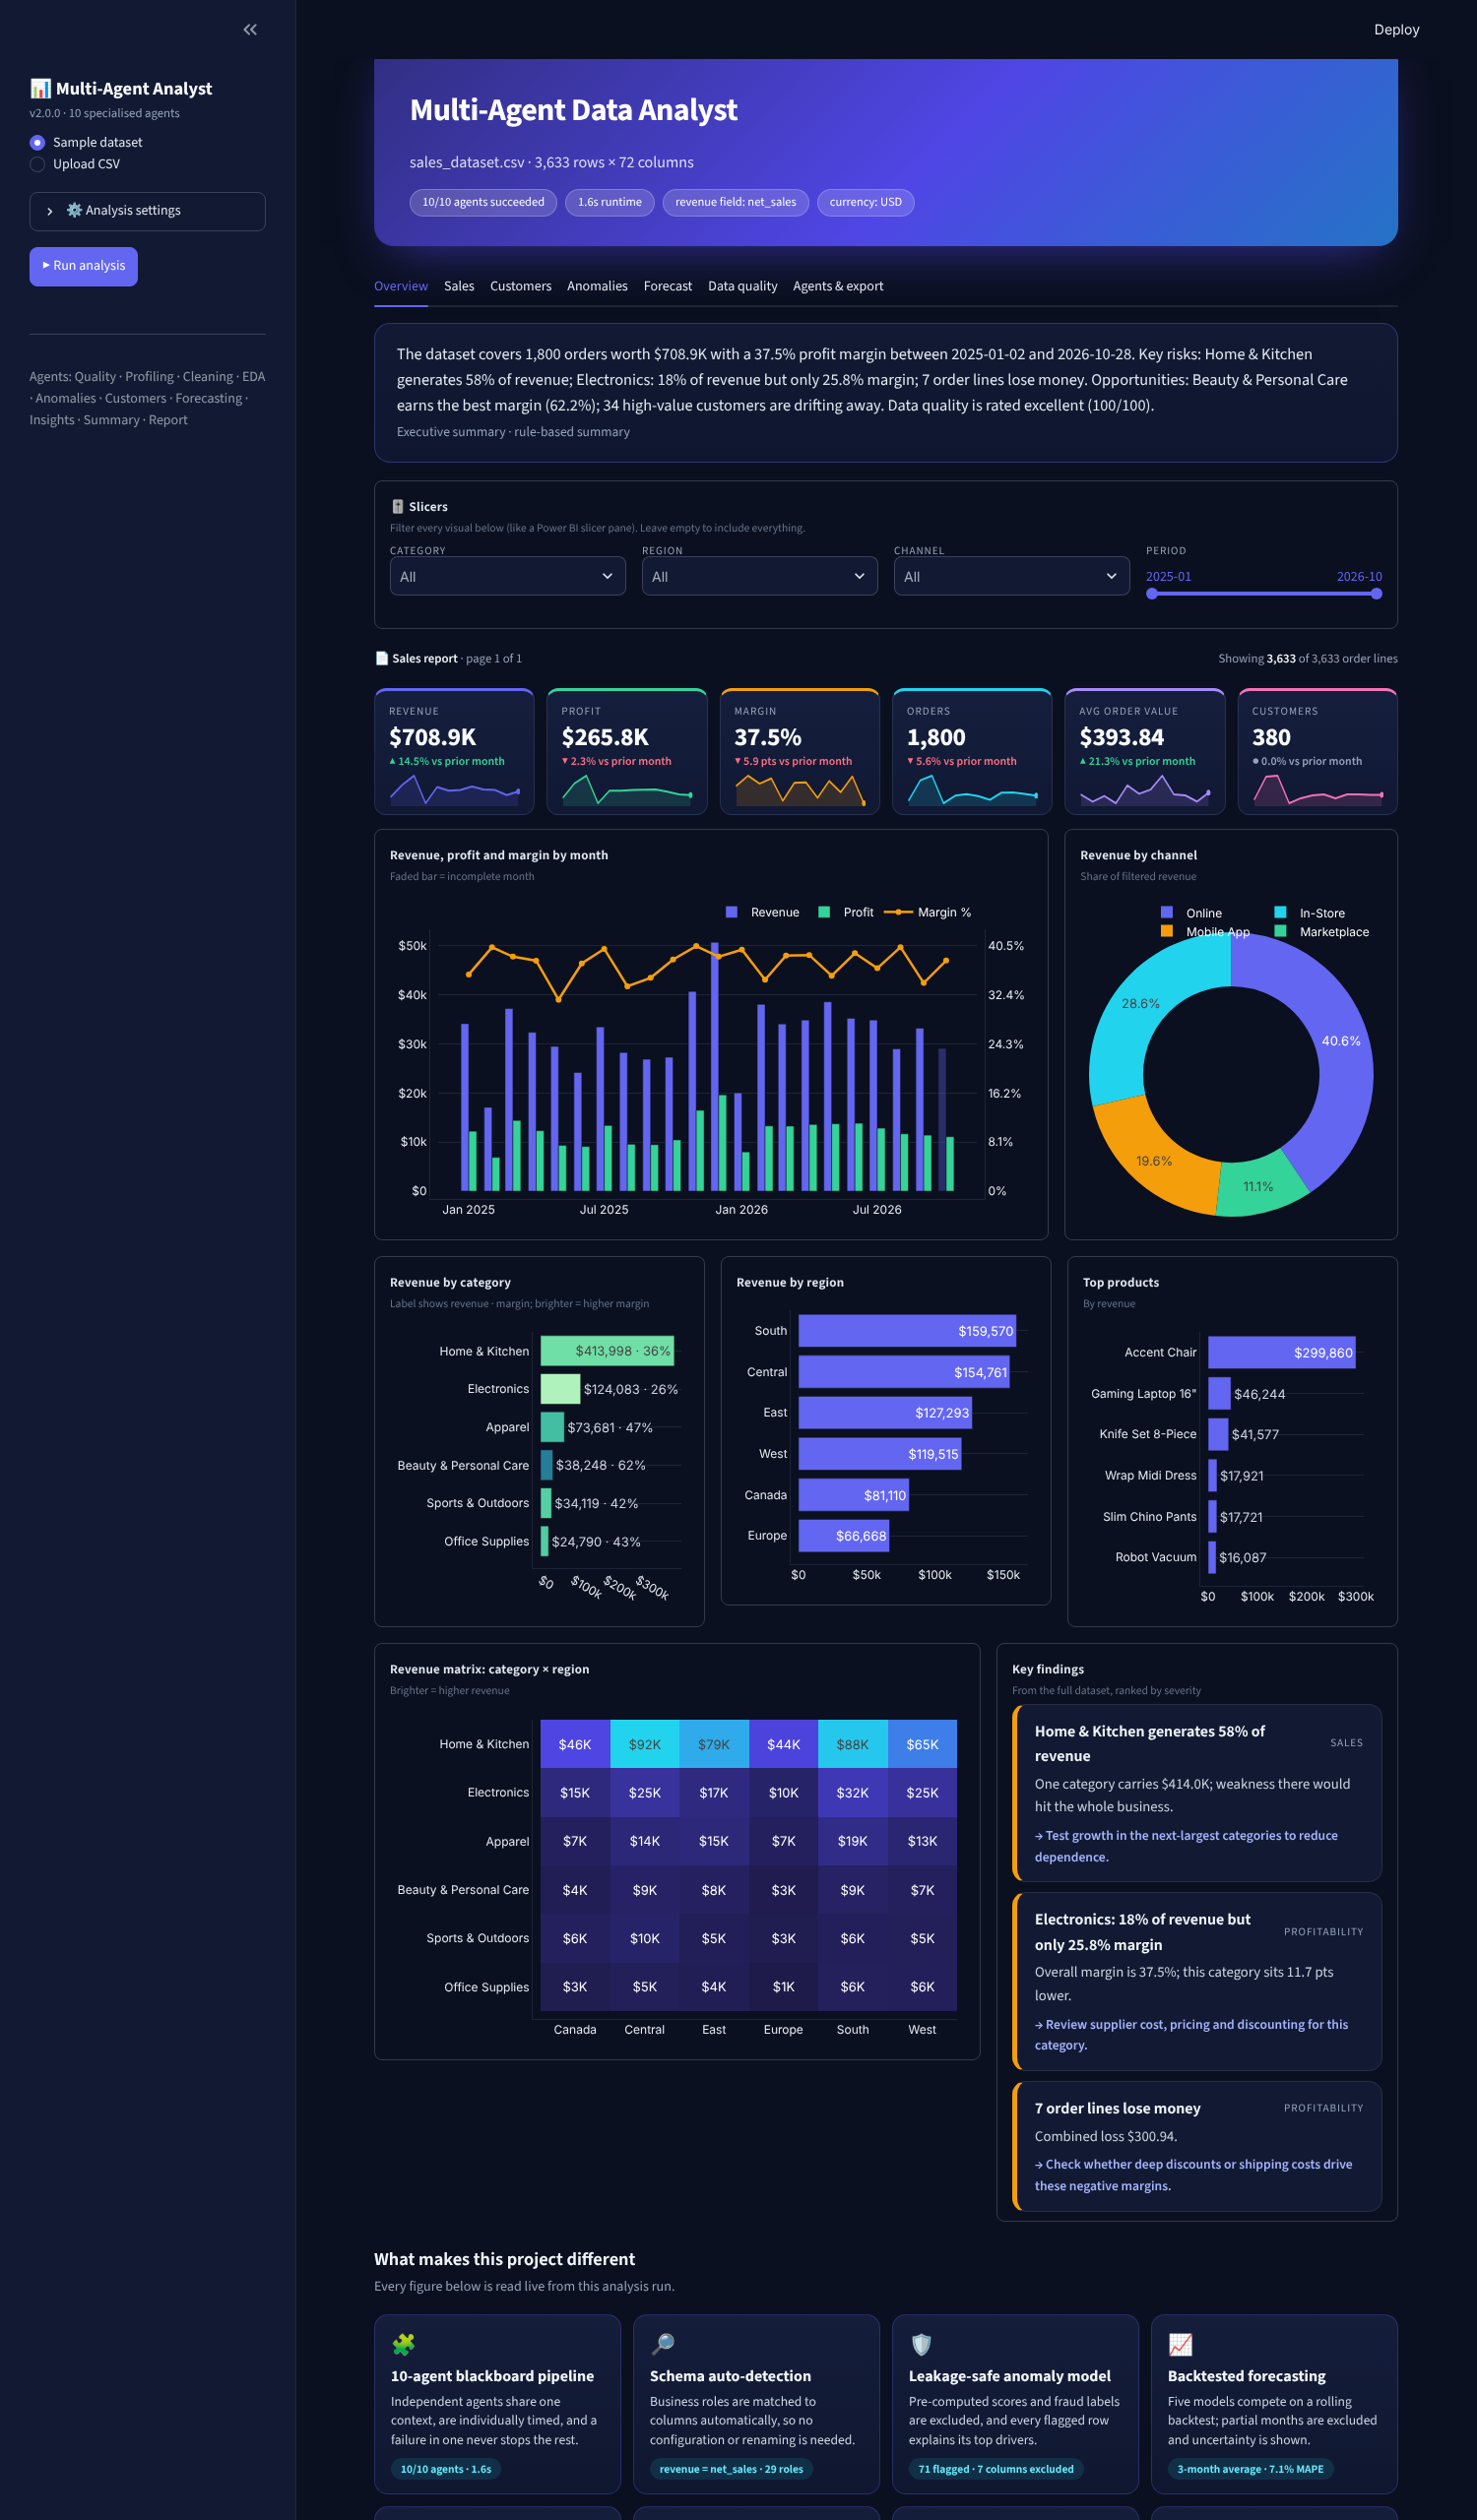 Deploy
📊 Multi-Agent Analyst
v2.0.0 · 10 specialised agents
Sample dataset
Upload CSV
⚙️ Analysis settings
Run analysis
Agents: Quality · Profiling · Cleaning · EDA
· Anomalies · Customers · Forecasting ·
Insights · Summary · Report
Multi-Agent Data Analyst
sales_dataset.csv · 3,633 rows × 72 columns
10/10 agents succeeded
1.6s runtime
revenue field: net_sales
currency: USD
Overview
Sales
Customers
Anomalies
Forecast
Data quality
Agents & export
The dataset covers 1,800 orders worth $708.9K with a 37.5% profit margin between 2025-01-02 and 2026-10-28. Key risks: Home & Kitchen
generates 58% of revenue; Electronics: 18% of revenue but only 25.8% margin; 7 order lines lose money. Opportunities: Beauty & Personal Care
earns the best margin (62.2%); 34 high-value customers are drifting away. Data quality is rated excellent (100/100).
Executive summary · rule-based summary
Slicers
Filter every visual below (like a Power BI slicer pane). Leave empty to include everything.
CATEGORY
All
REGION
All
CHANNEL
All
PERIOD
2025-01
2026-10
Sales report · page 1 of 1
Showing 3,633 of 3,633 order lines
REVENUE
$708.9K
▲ 14.5% vs prior month
PROFIT
$265.8K
▼ 2.3% vs prior month
MARGIN
37.5%
▼ 5.9 pts vs prior month
ORDERS
1,800
▼ 5.6% vs prior month
AVG ORDER VALUE
$393.84
▲ 21.3% vs prior month
CUSTOMERS
380
● 0.0% vs prior month
Revenue, profit and margin by month
Faded bar = incomplete month
Revenue
Profit
Margin %
$50k
$40k
$30k
$20k
$10k
$0
40.5%
32.4%
24.3%
16.2%
8.1%
0%
Jan 2025
Jul 2025
Jan 2026
Jul 2026
Revenue by channel
Share of filtered revenue
Online
In-Store
Mobile App
Marketplace
28.6%
40.6%
19.6%
11.1%
Revenue by category
Label shows revenue · margin; brighter = higher margin
Home & Kitchen
$413,998 · 36%
Electronics
$124,083 · 26%
Apparel
$73,681 · 47%
Beauty & Personal Care
$38,248 · 62%
Sports & Outdoors
$34,119 · 42%
Office Supplies
$24,790 · 43%
$0
$100k
$200k
$300k
Revenue by region
South
$159,570
Central
$154,761
East
$127,293
West
$119,515
Canada
$81,110
Europe
$66,668
$0
$50k
$100k
$150k
Top products
By revenue
Accent Chair
$299,860
Gaming Laptop 16"
$46,244
Knife Set 8-Piece
$41,577
Wrap Midi Dress
$17,921
Slim Chino Pants
$17,721
Robot Vacuum
$16,087
$0
$100k
$200k
$300k
Revenue matrix: category × region
Brighter = higher revenue
Home & Kitchen $46K $92K $79K $44K $88K $65K
Electronics $15K $25K $17K $10K $32K $25K
Apparel $7K $14K $15K $7K $19K $13K
Beauty & Personal Care $4K $9K $8K $3K $9K $7K
Sports & Outdoors $6K $10K $5K $3K $6K $5K
Office Supplies $3K $5K $4K $1K $6K $6K
Canada Central East Europe South West
Key findings
From the full dataset, ranked by severity
Home & Kitchen generates 58% of
revenue
SALES
One category carries $414.0K; weakness there would
hit the whole business.
→ Test growth in the next-largest categories to reduce
dependence.
Electronics: 18% of revenue but
only 25.8% margin
PROFITABILITY
Overall margin is 37.5%; this category sits 11.7 pts
lower.
→ Review supplier cost, pricing and discounting for this
category.
7 order lines lose money
PROFITABILITY
Combined loss $300.94.
→ Check whether deep discounts or shipping costs drive
these negative margins.
What makes this project different
Every figure below is read live from this analysis run.
10-agent blackboard pipeline
Independent agents share one
context, are individually timed, and a
failure in one never stops the rest.
10/10 agents · 1.6s
Schema auto-detection
Business roles are matched to
columns automatically, so no
configuration or renaming is needed.
revenue = net_sales · 29 roles
Leakage-safe anomaly model
Pre-computed scores and fraud labels
are excluded, and every flagged row
explains its top drivers.
71 flagged · 7 columns excluded
Backtested forecasting
Five models compete on a rolling
backtest; partial months are excluded
and uncertainty is shown.
3-month average · 7.1% MAPE